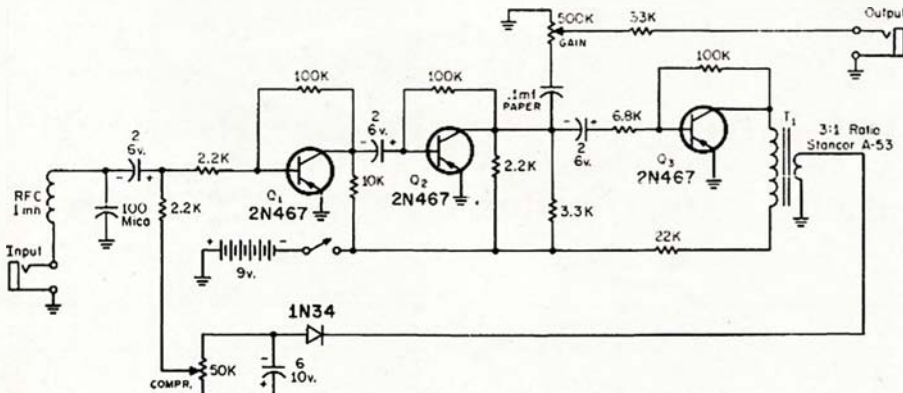 500K
GAIN
33K
Output
100K
100K
100K
.1mf
PAPER
T1
3:1 Ratio
Stancor A-53
2
6v.
- +
2
6v.
- +
- +
2
6v.
6.8K
2.2K
Q1
2N467
Q2
2N467
Q3
2N467
RFC
1 mh
100
Mica
2.2K
10K
2.2K
3.3K
Input
+ -
9v.
22K
1N34
COMPR.
50K
-
+
6
10v.